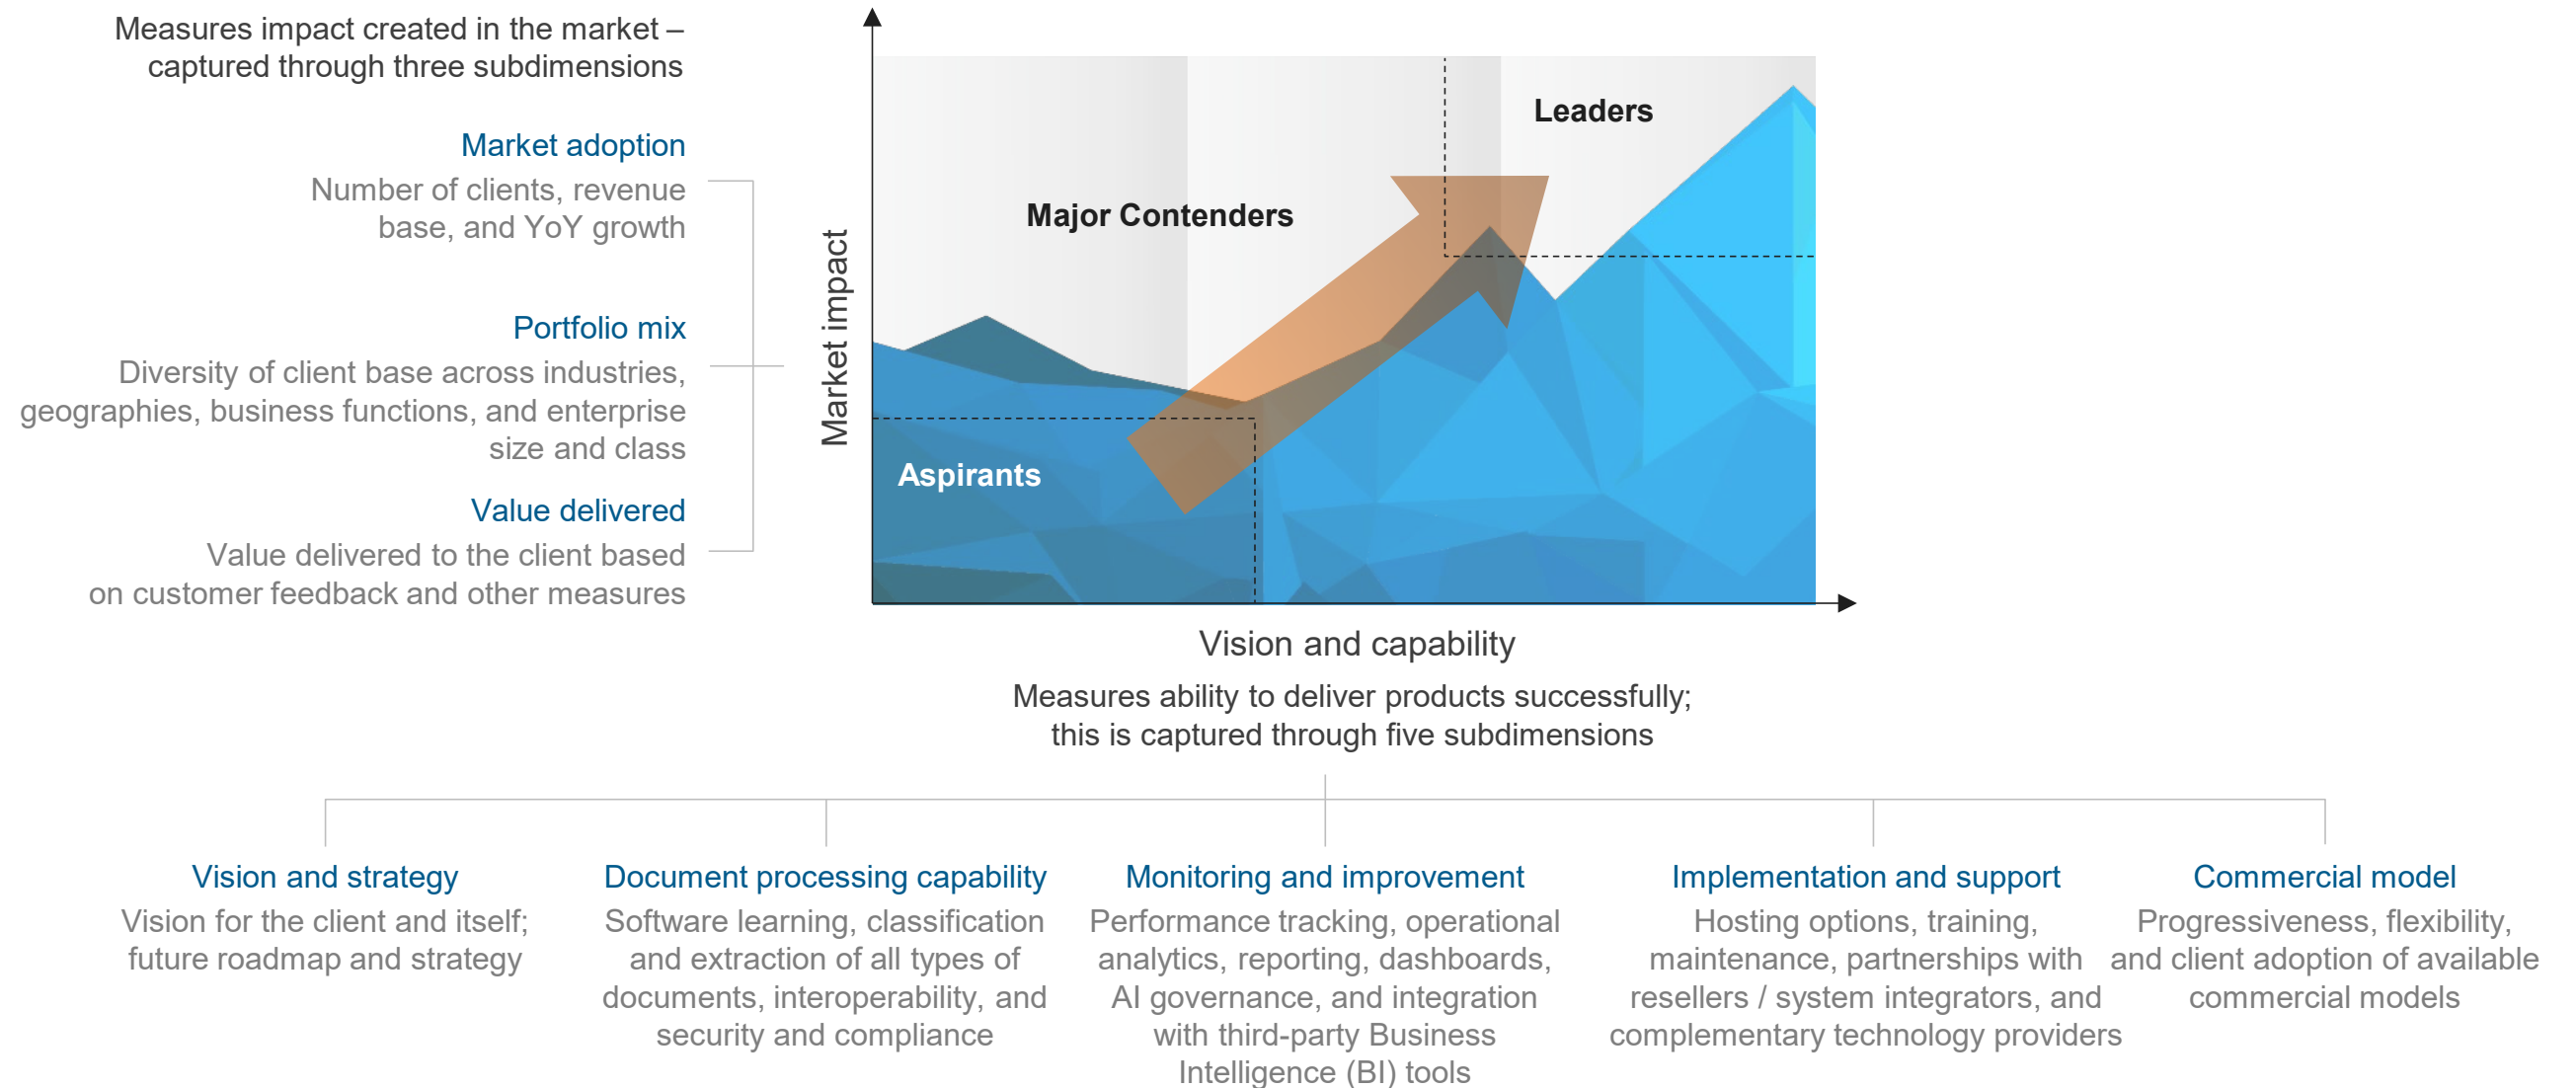 Measures impact created in the market –
captured through three subdimensions
Market adoption
Number of clients, revenue
base, and YoY growth
Portfolio mix
Diversity of client base across industries,
geographies, business functions, and enterprise
size and class
Value delivered
Value delivered to the client based
on customer feedback and other measures
Market impact
Leaders
Major Contenders
Aspirants
Vision and capability
Measures ability to deliver products successfully;
this is captured through five subdimensions
Vision and strategy
Vision for the client and itself;
future roadmap and strategy
Document processing capability
Software learning, classification
and extraction of all types of
documents, interoperability, and
security and compliance
Monitoring and improvement
Performance tracking, operational
analytics, reporting, dashboards,
AI governance, and integration
with third-party Business
Intelligence (BI) tools
Implementation and support
Hosting options, training,
maintenance, partnerships with
resellers / system integrators, and
complementary technology providers
Commercial model
Progressiveness, flexibility,
and client adoption of available
commercial models